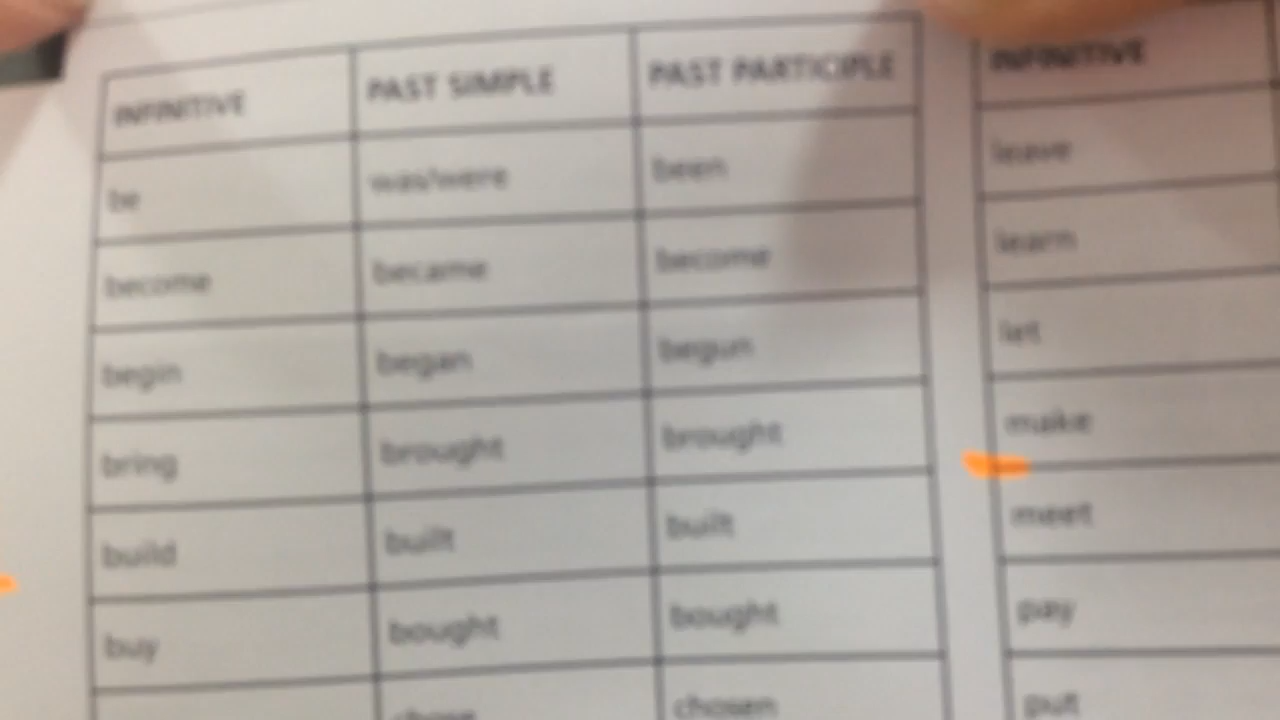 INFINITIVE PAST SIMPLE PAST PARTICIPLE
be was/were been
become became become
begin began begun
bring brought brought
build built built
buy bought bought
chose chosen
INFINITIVE
leave
learn
let
make
meet
pay
put